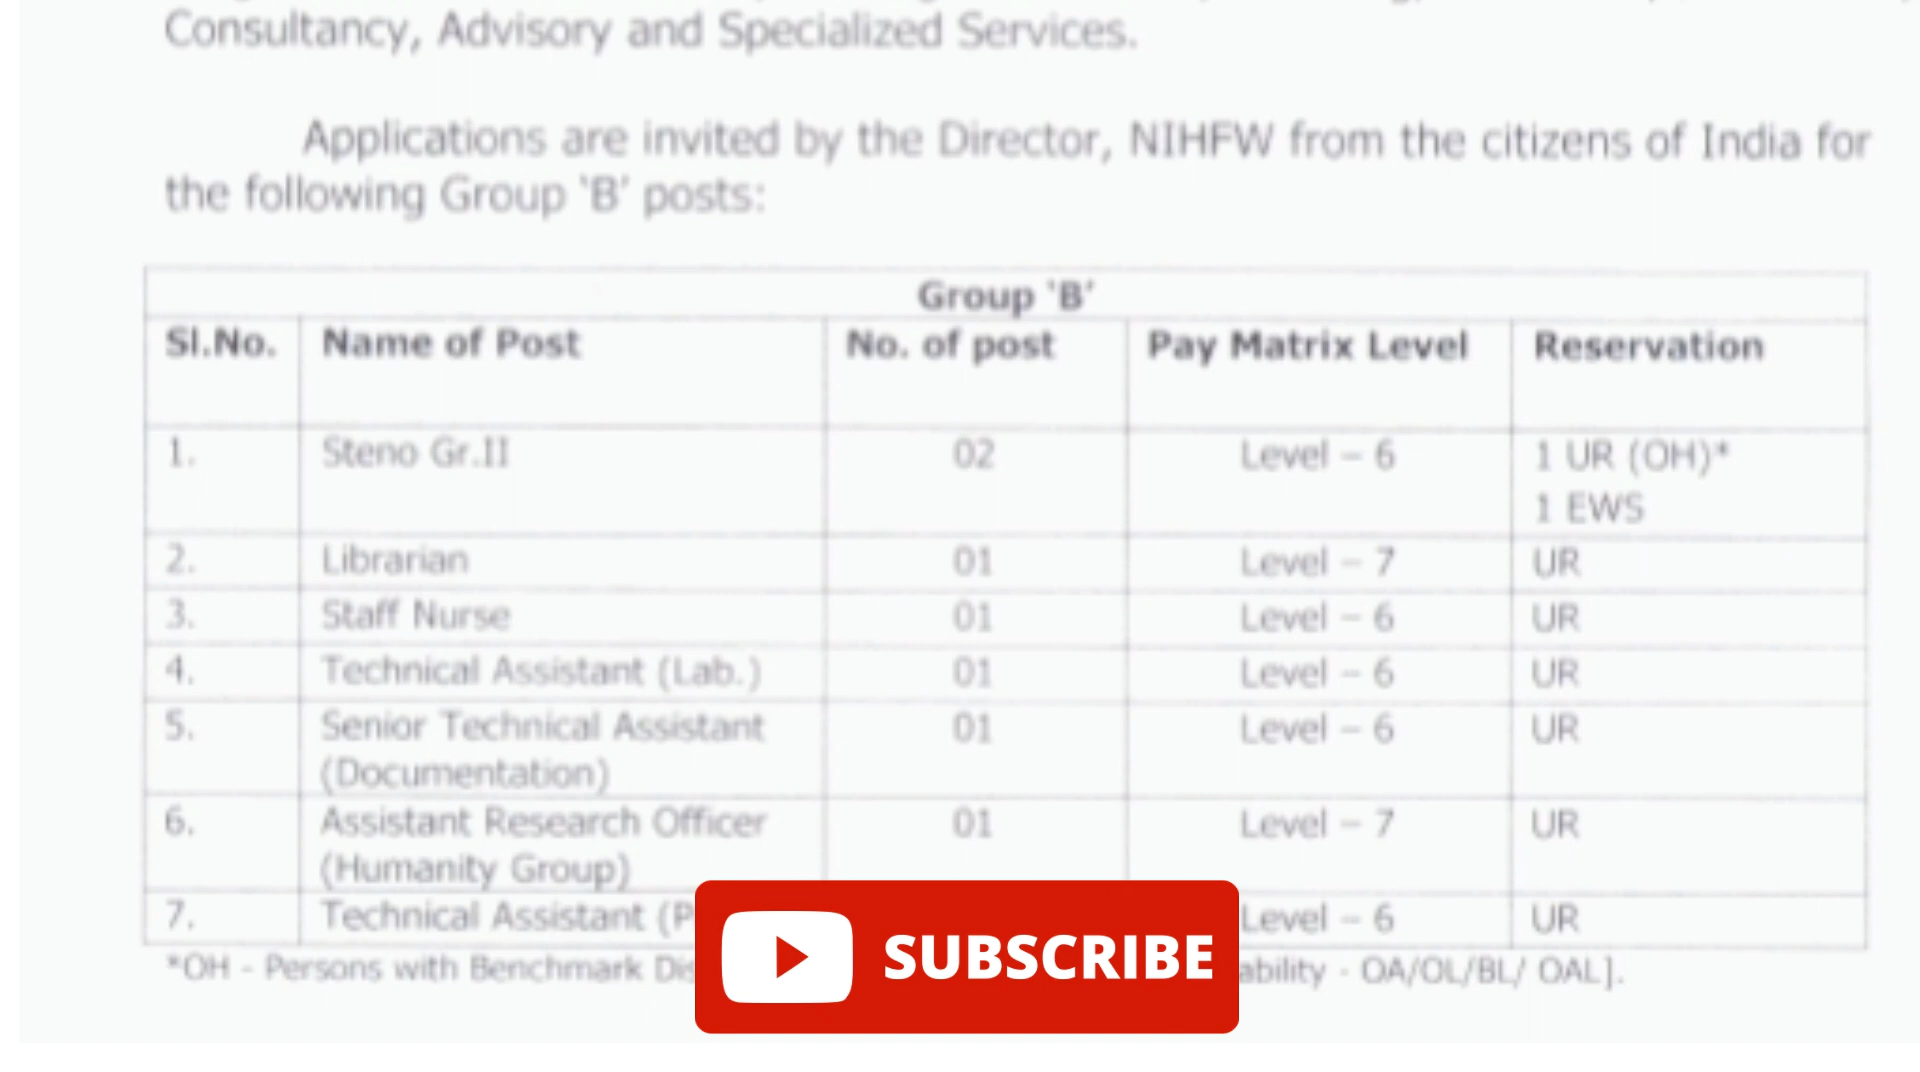 Consultancy, Advisory and Specialized Services.
Applications are invited by the Director, NIHFW from the citizens of India for
the following Group 'B' posts:
Group 'B'
Sl.No. Name of Post No. of post Pay Matrix Level Reservation
1. Steno Gr.II 02 Level – 6 1 UR (OH)*
1 EWS
2. Librarian 01 Level – 7 UR
3. Staff Nurse 01 Level – 6 UR
4. Technical Assistant (Lab.) 01 Level – 6 UR
5. Senior Technical Assistant 01 Level – 6 UR
(Documentation)
6. Assistant Research Officer 01 Level – 7 UR
(Humanity Group)
7. Technical Assistant Level – 6 UR
*OH - Persons with Benchmark - OA/OL/BL/ OAL].
SUBSCRIBE